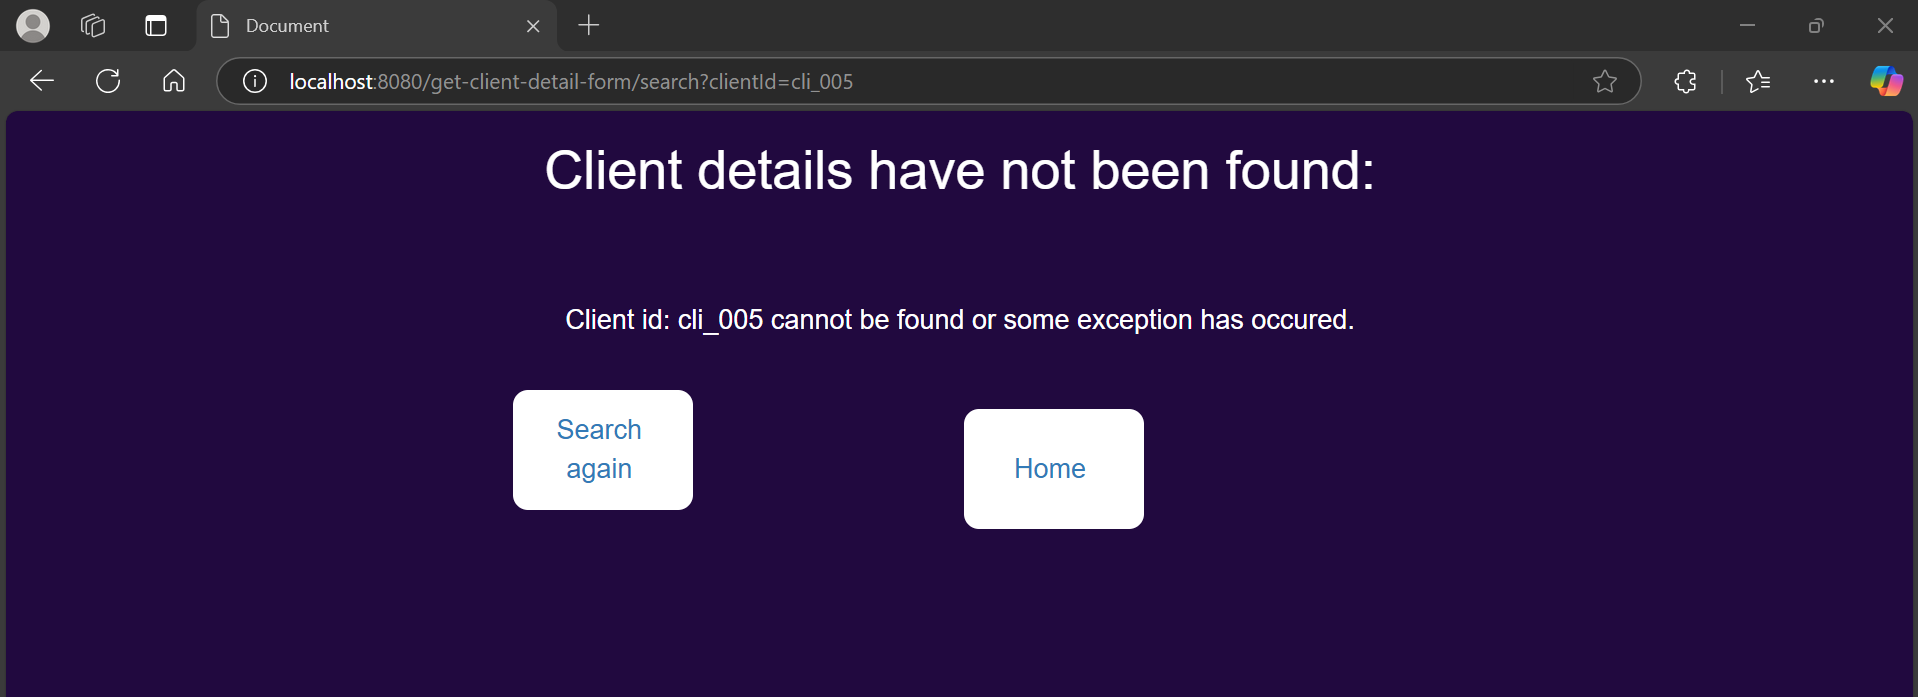 Document
localhost:8080/get-client-detail-form/search?clientId=cli_005
Client details have not been found:
Client id: cli_005 cannot be found or some exception has occured.
Search
again
Home